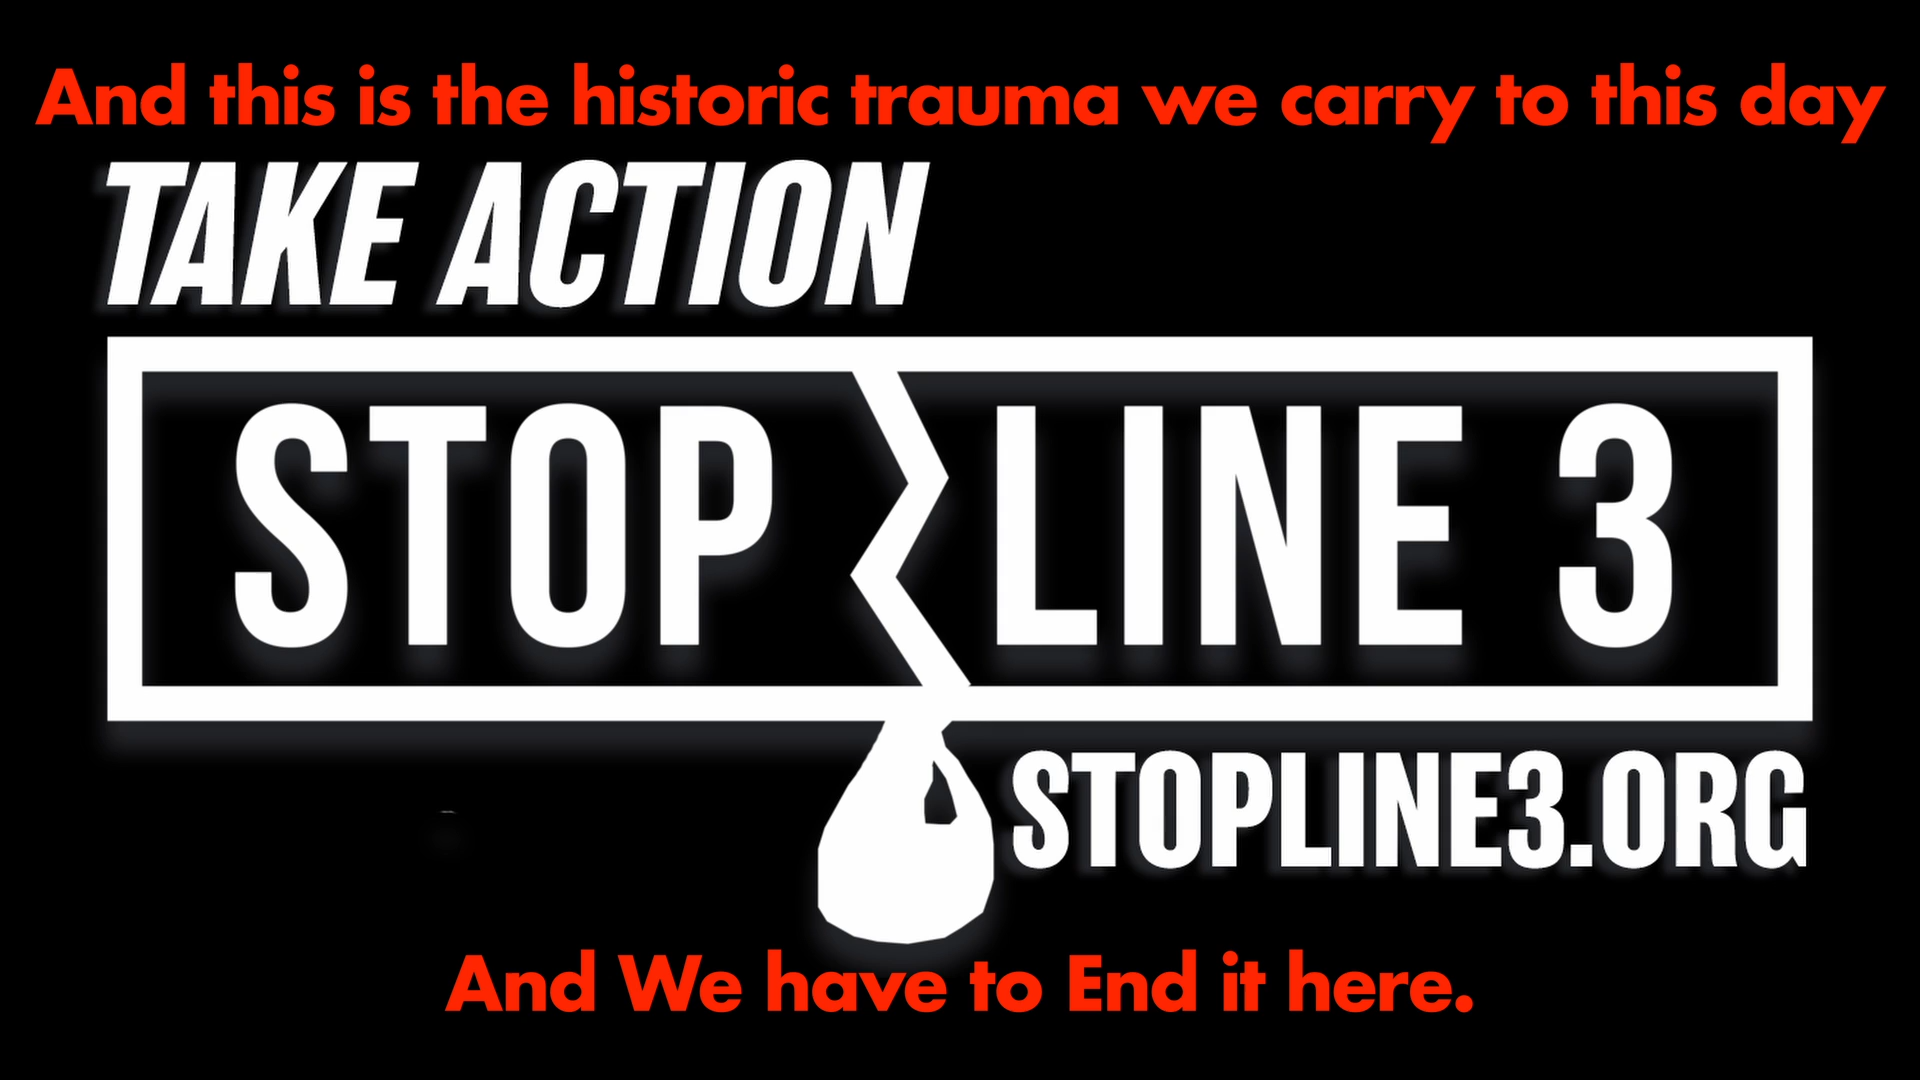 And this is the historic trauma we carry to this day
TAKE ACTION
STOP LINE 3
STOPLINE3.ORG
And We have to End it here.